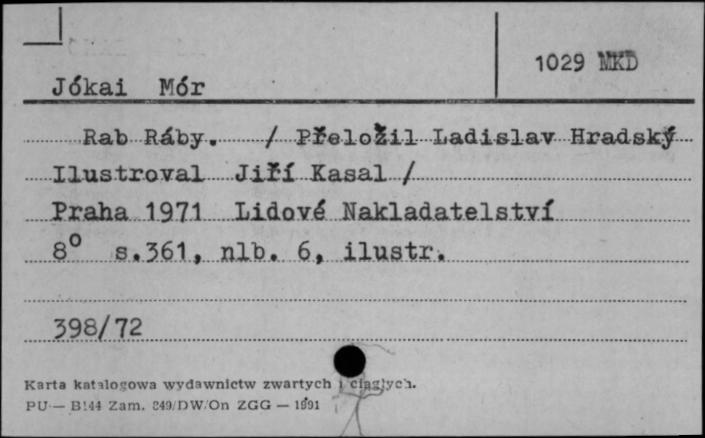 1029 MKD
Jókai Mór
Rab Ráby. / Přeložil Ladislav Hradský
Ilustroval Jiří Kasal /
Praha 1971 Lidové Nakladatelství
8° s.361, nlb. 6, ilustr.
398/72
Karta katalogowa wydawnictw zwartych i ciągłych.
PU — B144 Zam. 849/DW/On ZGG — 1991